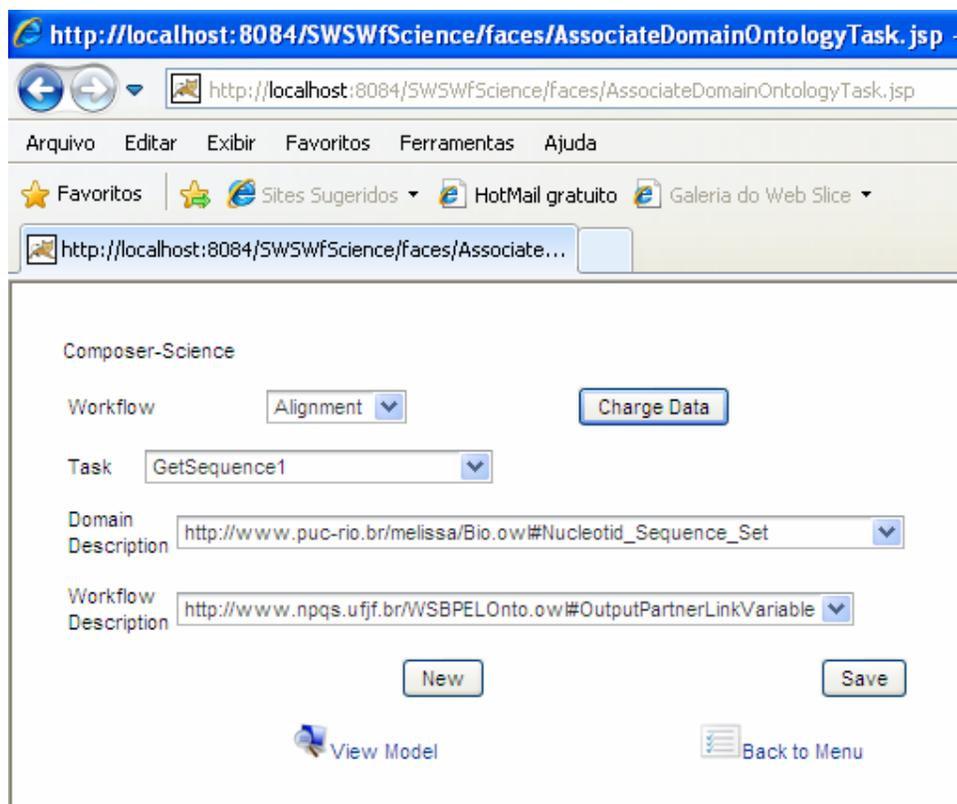 http://localhost:8084/SWSWfScience/faces/AssociateDomainOntologyTask.jsp -
http://localhost:8084/SWSWfScience/faces/AssociateDomainOntologyTask.jsp
Arquivo Editar Exibir Favoritos Ferramentas Ajuda
Favoritos Sites Sugeridos HotMail gratuito Galeria do Web Slice
http://localhost:8084/SWSWfScience/faces/Associate...
Composer-Science
Workflow Alignment Charge Data
Task GetSequence1
Domain
Description http://www.puc-rio.br/melissa/Bio.owl#Nucleotid_Sequence_Set
Workflow
Description http://www.npqs.ufjf.br/WSBPELOnto.owl#OutputPartnerLinkVariable
New Save
View Model Back to Menu